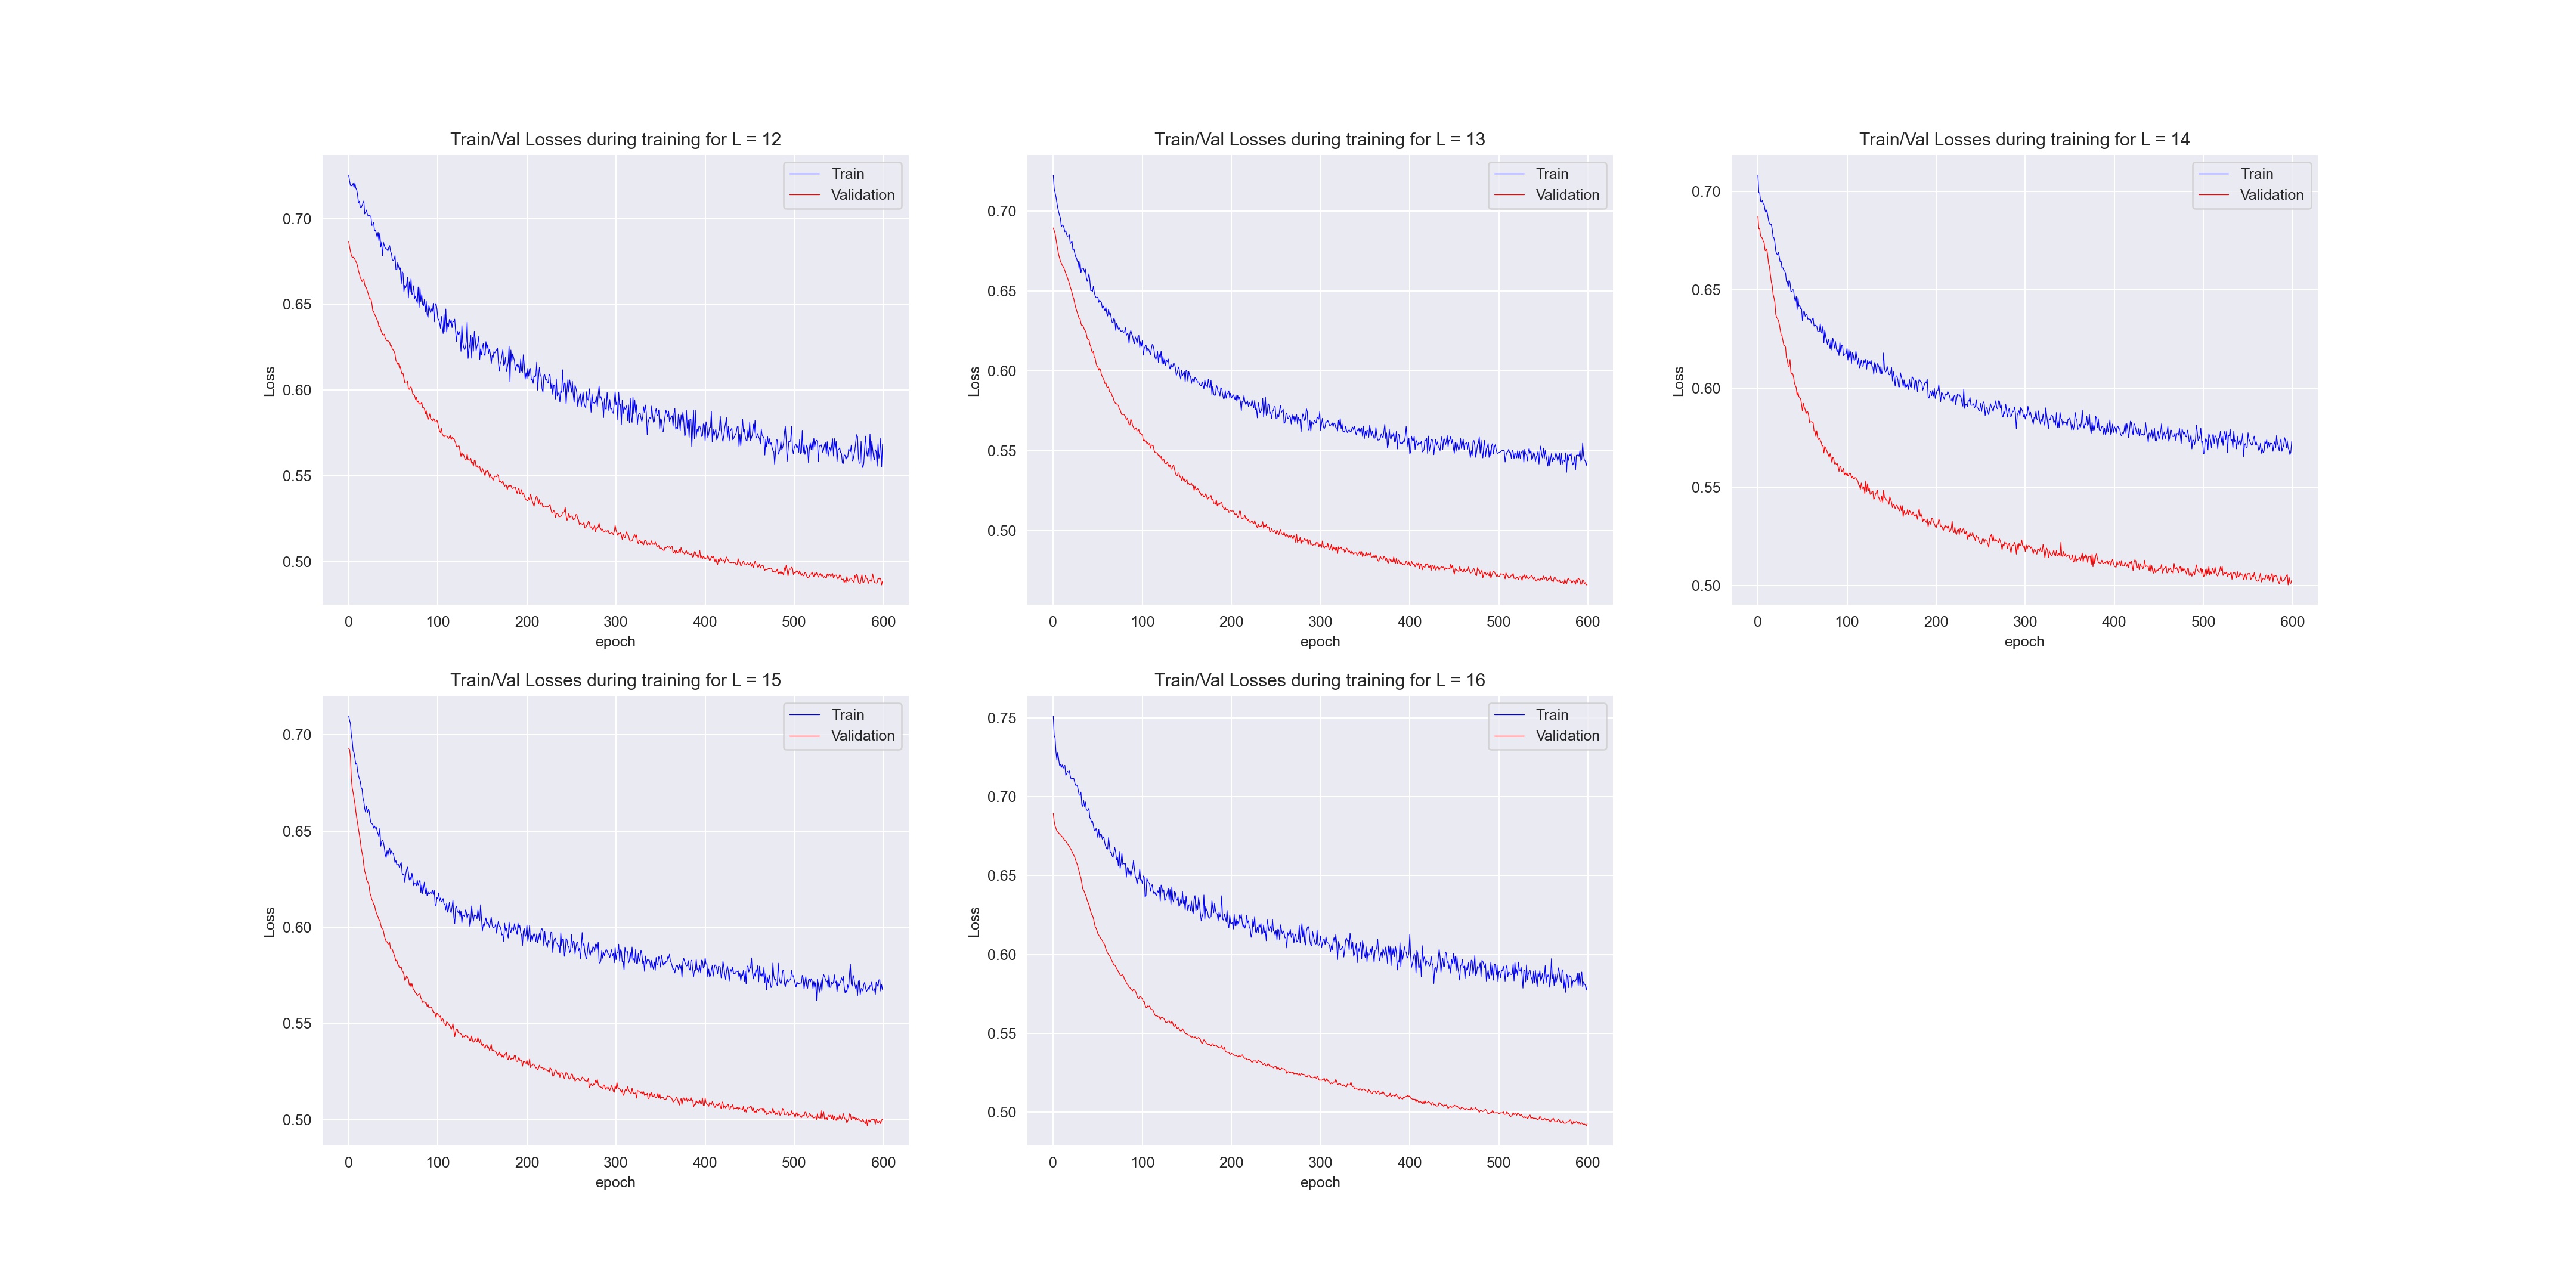 Train/Val Losses during training for L = 12
Train
Validation
0.70
0.65
0.60
0.55
0.50
Loss
0 100 200 300 400 500 600
epoch
Train/Val Losses during training for L = 13
Train
Validation
0.70
0.65
0.60
0.55
0.50
Loss
0 100 200 300 400 500 600
epoch
Train/Val Losses during training for L = 14
Train
Validation
0.70
0.65
0.60
0.55
0.50
Loss
0 100 200 300 400 500 600
epoch
Train/Val Losses during training for L = 15
Train
Validation
0.70
0.65
0.60
0.55
0.50
Loss
0 100 200 300 400 500 600
epoch
Train/Val Losses during training for L = 16
Train
Validation
0.75
0.70
0.65
0.60
0.55
0.50
Loss
0 100 200 300 400 500 600
epoch